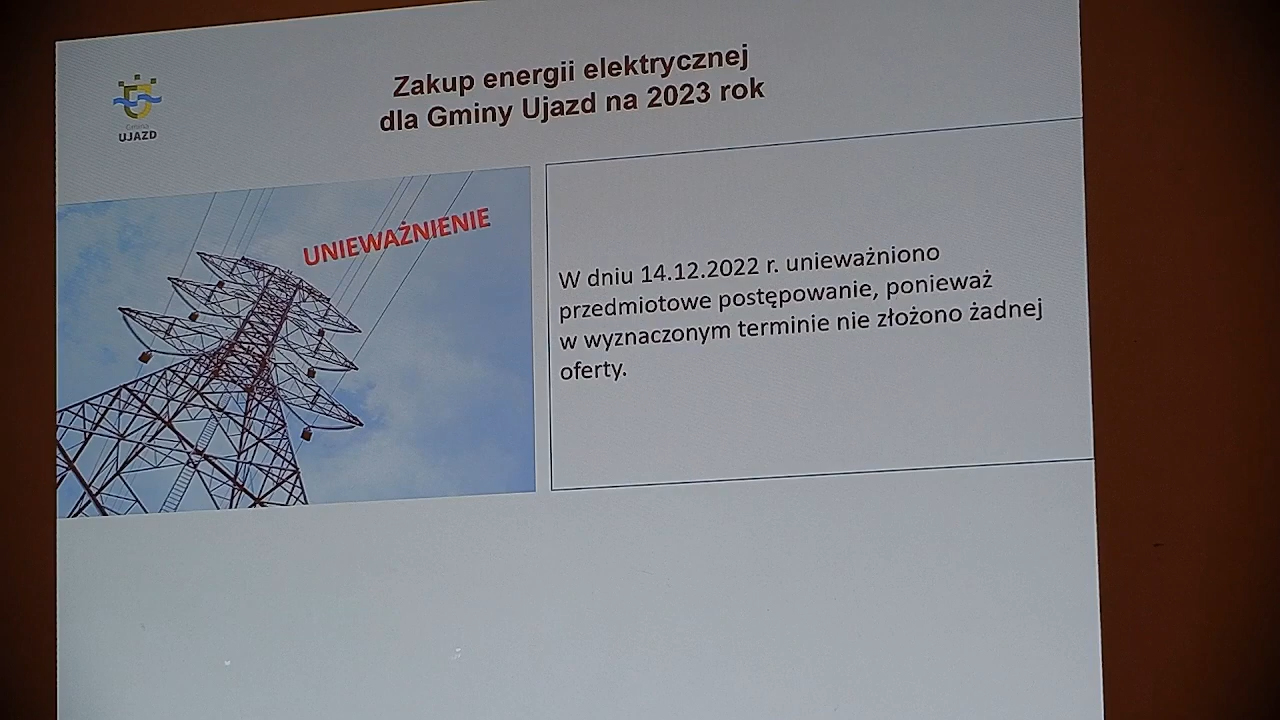 Zakup energii elektrycznej
dla Gminy Ujazd na 2023 rok
Gmina
UJAZD
UNIEWAŻNIENIE
W dniu 14.12.2022 r. unieważniono
przedmiotowe postępowanie, ponieważ
w wyznaczonym terminie nie złożono żadnej
oferty.